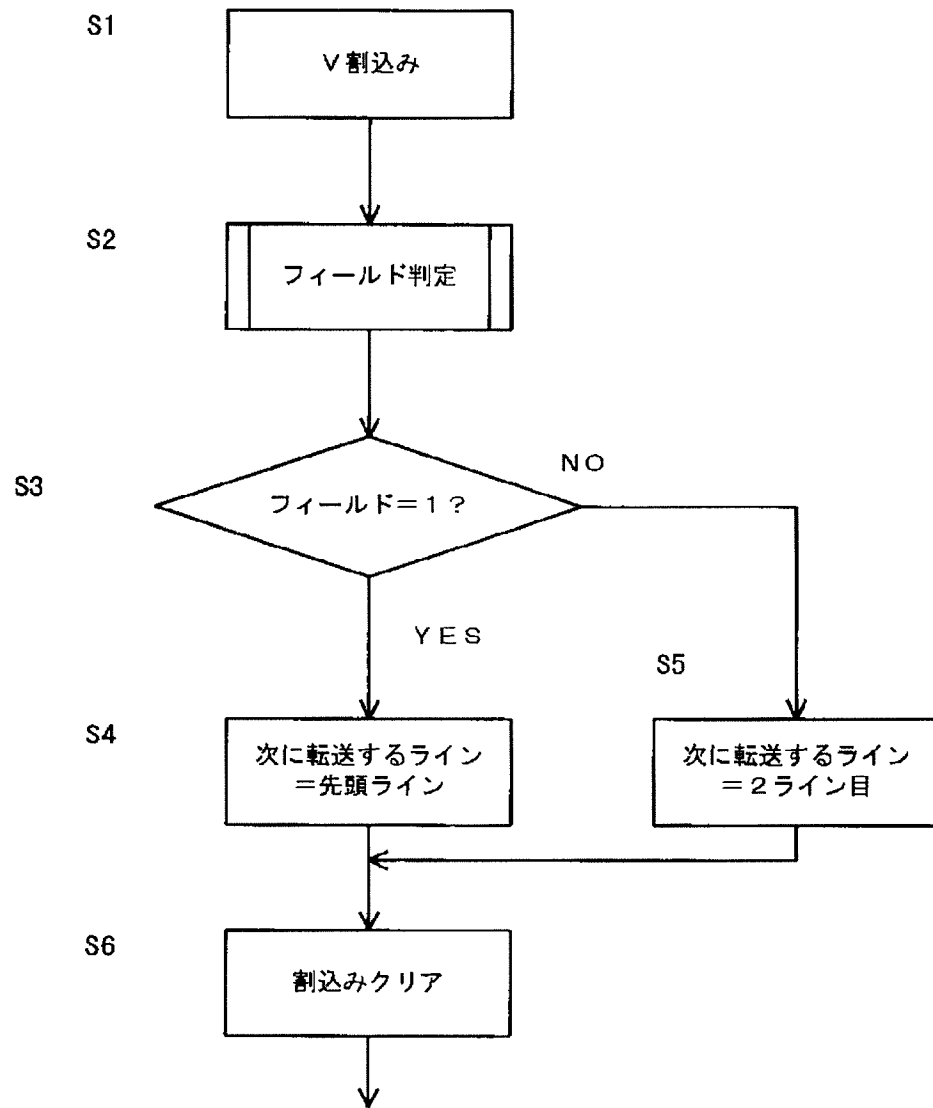 S1
V割込み
S2
フィールド判定
S3
フィールド=1?
NO
YES
S4
次に転送するライン
=先頭ライン
S5
次に転送するライン
=2ライン目
S6
割込みクリア